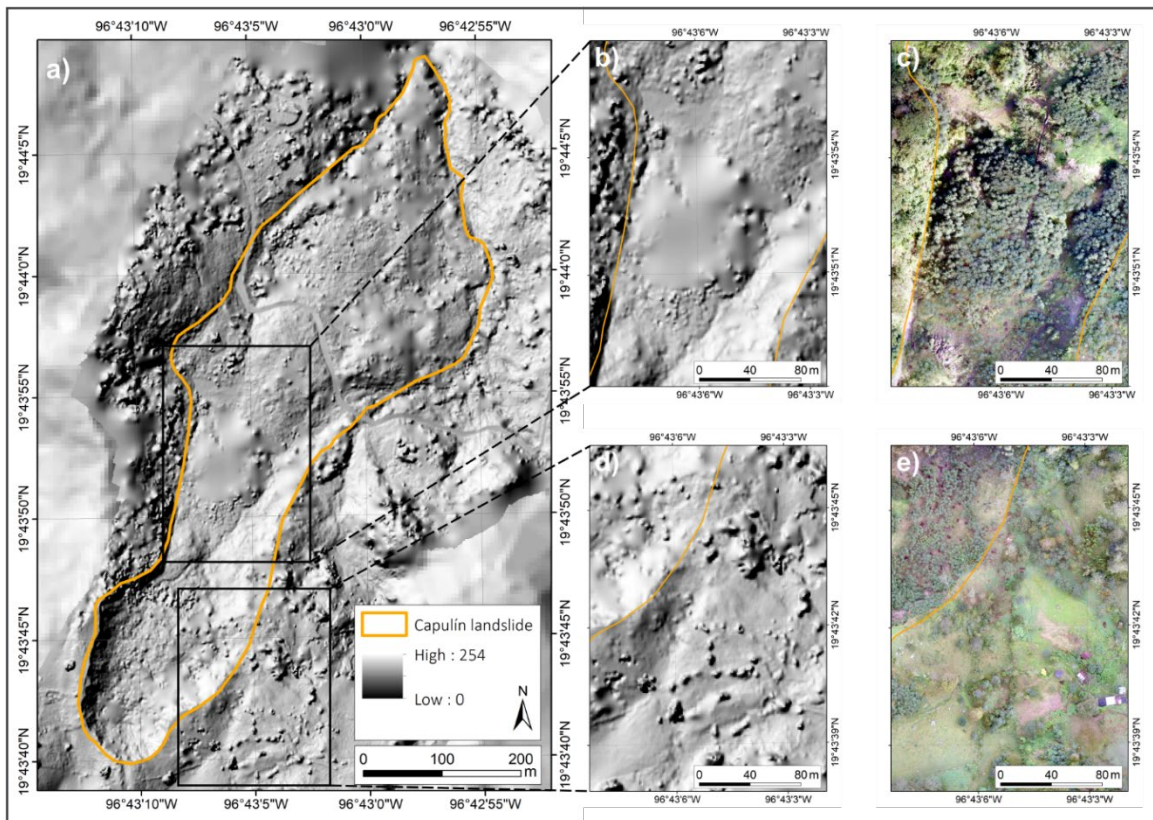 96°43'10"W 96°43'5"W 96°43'0"W 96°42'55"W
a)
19°44'5"N
19°44'0"N
19°43'55"N
19°43'50"N
19°43'45"N
19°43'40"N
19°44'5"N
19°44'0"N
19°43'55"N
19°43'50"N
19°43'45"N
19°43'40"N
Capulín landslide
High : 254
Low : 0
N
0 100 200
m
96°43'10"W 96°43'5"W 96°43'0"W 96°42'55"W
96°43'6"W 96°43'3"W
b)
19°43'54"N
19°43'51"N
0 40 80 m
96°43'6"W 96°43'3"W
96°43'6"W 96°43'3"W
c)
19°43'54"N
19°43'51"N
0 40 80 m
96°43'6"W 96°43'3"W
96°43'6"W 96°43'3"W
d)
19°43'45"N
19°43'42"N
19°43'39"N
0 40 80 m
96°43'6"W 96°43'3"W
96°43'6"W 96°43'3"W
e)
19°43'45"N
19°43'42"N
19°43'39"N
0 40 80 m
96°43'6"W 96°43'3"W